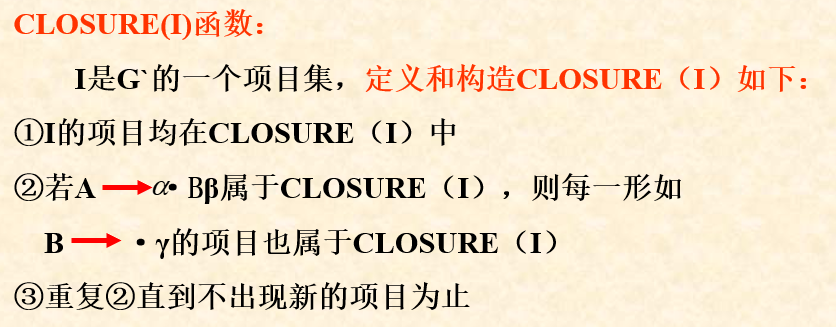 CLOSURE(I)函数：
I是G`的一个项目集，定义和构造CLOSURE（I）如下：
①I的项目均在CLOSURE（I）中
②若A→α• Bβ属于CLOSURE（I），则每一形如
B→•γ的项目也属于CLOSURE（I）
③重复②直到不出现新的项目为止